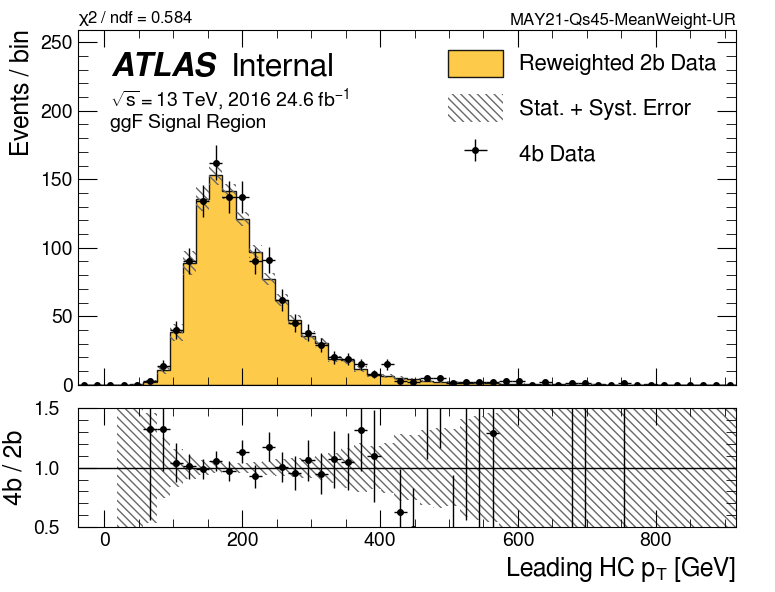 χ2 / ndf = 0.584
MAY21-Qs45-MeanWeight-UR
Events / bin
250
200
150
100
50
0
ATLAS Internal
√s = 13 TeV, 2016 24.6 fb⁻¹
ggF Signal Region
Reweighted 2b Data
Stat. + Syst. Error
4b Data
4b / 2b
1.5
1.0
0.5
0 200 400 600 800
Leading HC p_T [GeV]